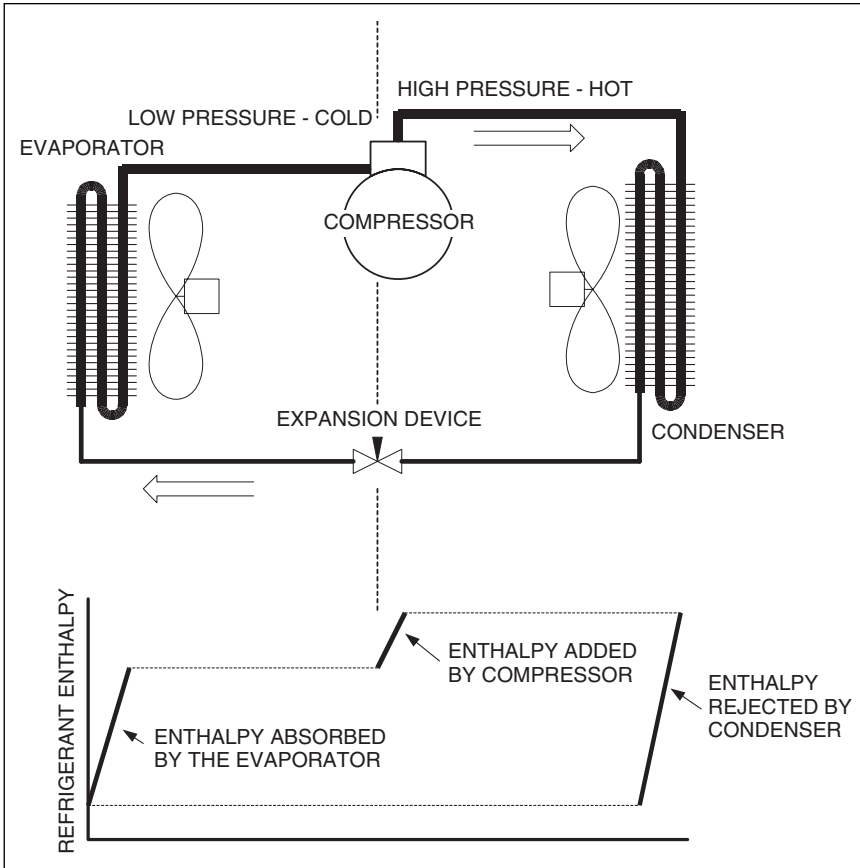 HIGH PRESSURE - HOT
LOW PRESSURE - COLD
EVAPORATOR
COMPRESSOR
EXPANSION DEVICE
CONDENSER
REFRIGERANT ENTHALPY
ENTHALPY ADDED
BY COMPRESSOR
ENTHALPY
REJECTED BY
CONDENSER
ENTHALPY ABSORBED
BY THE EVAPORATOR